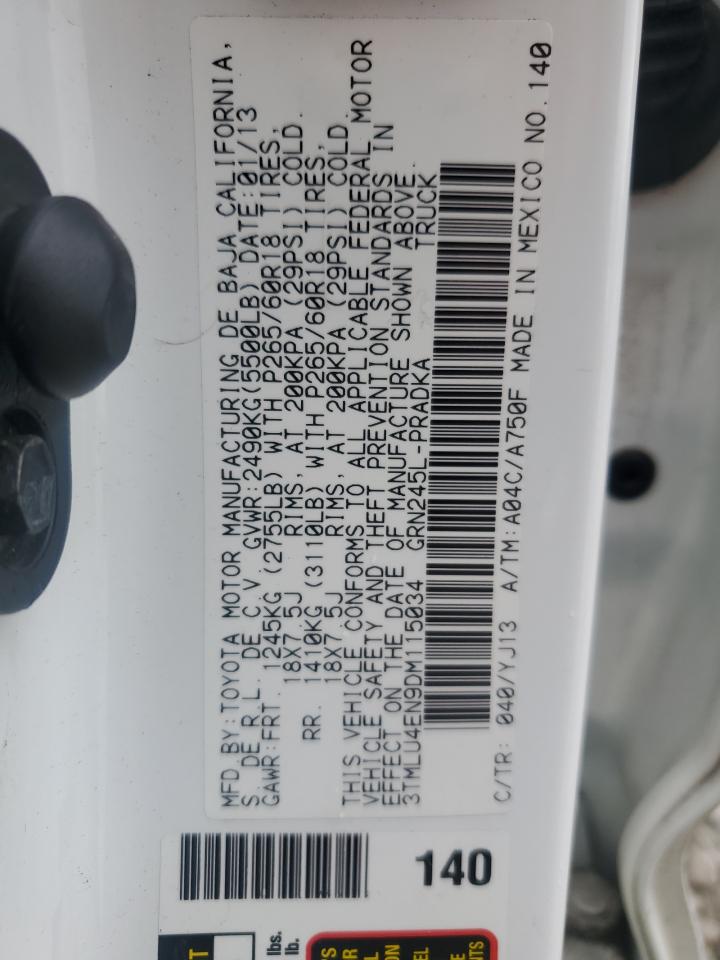 MFD.BY:TOYOTA MOTOR MANUFACTURING DE BAJA CALIFORNIA,
S. DE R.L. DE C.V. GVWR:2490KG(5500LB) DATE:01/13
GAWR:FRT. 1245KG (2755LB) WITH P265/60R18 TIRES,
18X7.5J RIMS, AT 200KPA (29PSI) COLD.
RR. 1410KG (3110LB) WITH P265/60R18 TIRES,
18X7.5J RIMS, AT 200KPA (29PSI) COLD.
THIS VEHICLE CONFORMS TO ALL APPLICABLE FEDERAL MOTOR
VEHICLE SAFETY AND THEFT PREVENTION STANDARDS IN
EFFECT ON THE DATE OF MANUFACTURE SHOWN ABOVE.
3TMLU4EN9DM115034 GRN245L-PRADKA TRUCK
C/TR: 040/YJ13 A/TM:A04C/A750F MADE IN MEXICO NO.140
140
lbs.
lb.